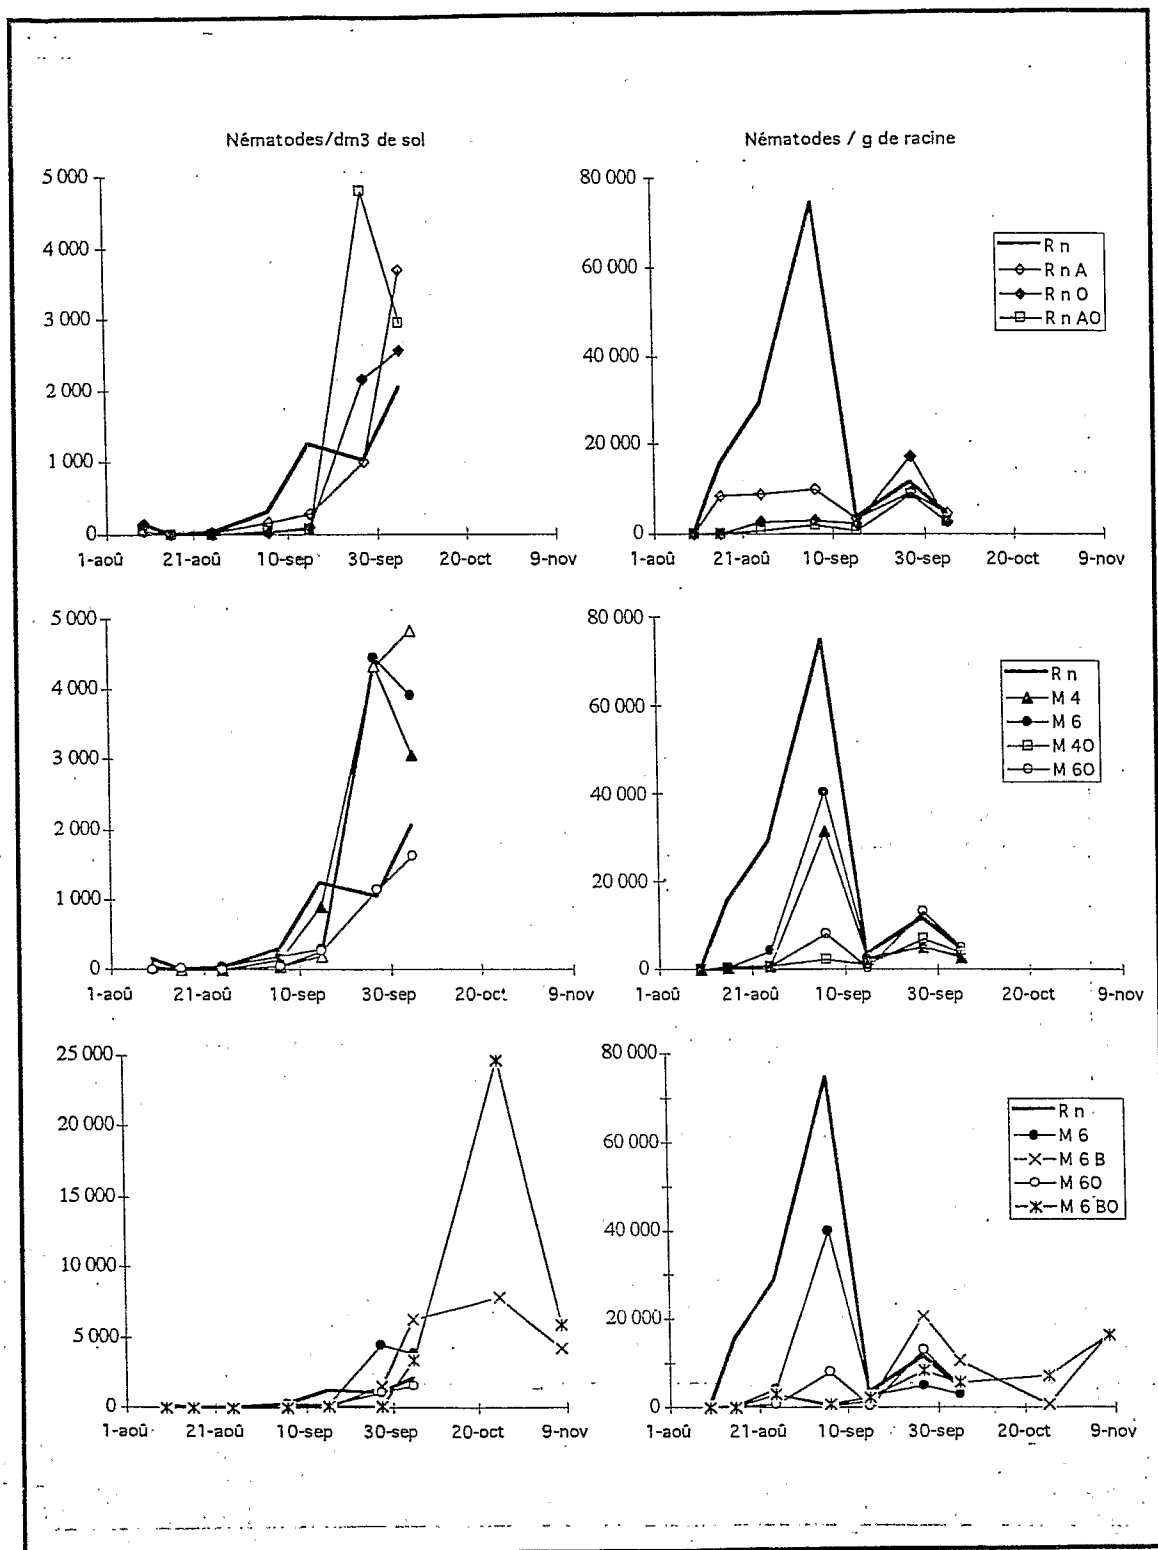 Nématodes/dm3 de sol
Nématodes / g de racine
5 000
4 000
3 000
2 000
1 000
0
1-aoû 21-aoû 10-sep 30-sep 20-oct 9-nov
80 000
60 000
40 000
20 000
0
1-aoû 21-aoû 10-sep 30-sep 20-oct 9-nov
R n
R n A
R n O
R n AO
5 000
4 000
3 000
2 000
1 000
0
1-aoû 21-aoû 10-sep 30-sep 20-oct 9-nov
80 000
60 000
40 000
20 000
0
1-aoû 21-aoû 10-sep 30-sep 20-oct 9-nov
R n
M 4
M 6
M 4O
M 6O
25 000
20 000
15 000
10 000
5 000
0
1-aoû 21-aoû 10-sep 30-sep 20-oct 9-nov
80 000
60 000
40 000
20 000
0
1-aoû 21-aoû 10-sep 30-sep 20-oct 9-nov
R n
M 6
M 6 B
M 6O
M 6 BO